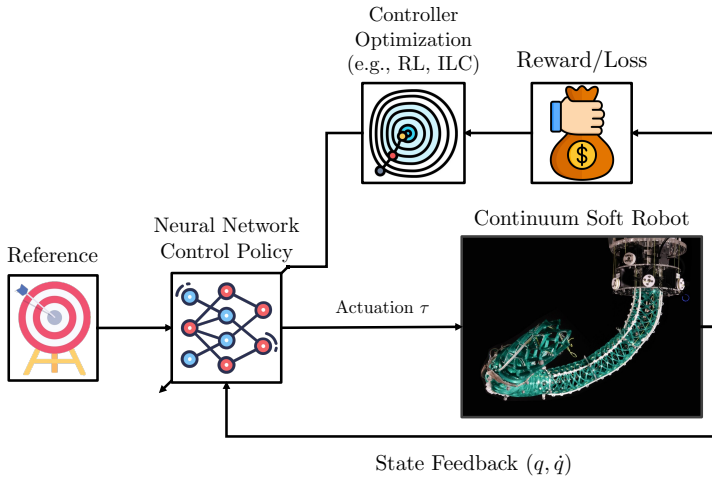 Controller
Optimization
(e.g., RL, ILC)
Reward/Loss
$
Neural Network
Control Policy
Continuum Soft Robot
Reference
Actuation τ
State Feedback (q, q̇)